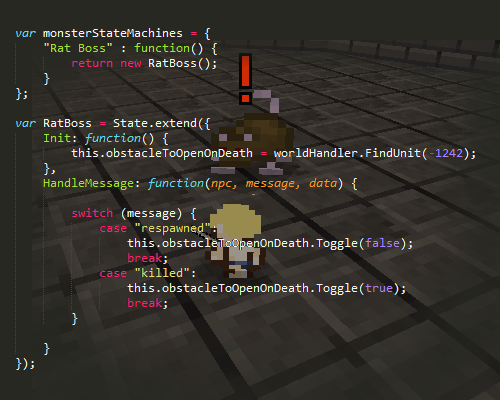 var monsterStateMachines = {
    "Rat Boss" : function() {
        return new RatBoss();
    }
};

var RatBoss = State.extend({
    Init: function() {
        this.obstacleToOpenOnDeath = worldHandler.FindUnit(-1242);
    },
    HandleMessage: function(npc, message, data) {

        switch (message) {
            case "respawned":
                this.obstacleToOpenOnDeath.Toggle(false);
                break;
            case "killed":
                this.obstacleToOpenOnDeath.Toggle(true);
                break;
        }

    }
});